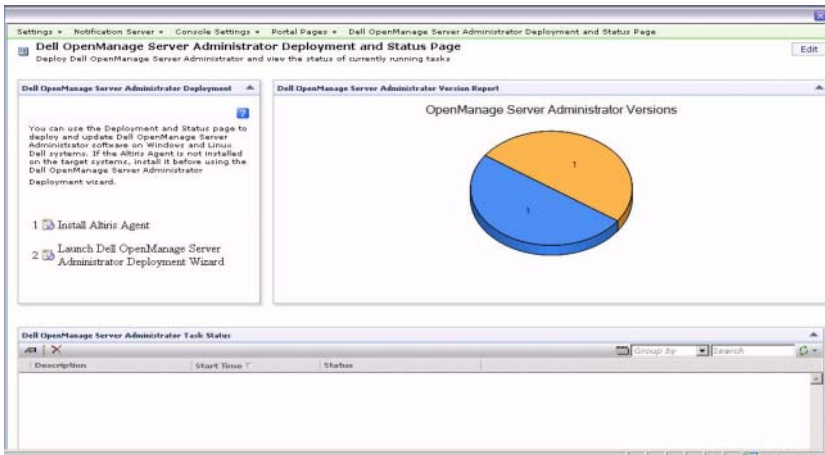 Settings ▾ Notification Server ▾ Console Settings ▾ Portal Pages ▾ Dell OpenManage Server Administrator Deployment and Status Page
Dell OpenManage Server Administrator Deployment and Status Page
Edit
Deploy Dell OpenManage Server Administrator and view the status of currently running tasks
Dell OpenManage Server Administrator Deployment
?
You can use the Deployment and Status page to
deploy and update Dell OpenManage Server
Administrator software on Windows and Linux
Dell systems. If the Altiris Agent is not installed
on the target systems, install it before using the
Dell OpenManage Server Administrator
Deployment wizard.
1 Install Altiris Agent
2 Launch Dell OpenManage Server
Administrator Deployment Wizard
Dell OpenManage Server Administrator Version Report
OpenManage Server Administrator Versions
1
1
Dell OpenManage Server Administrator Task Status
Group by
Search
Description
Start Time
Status